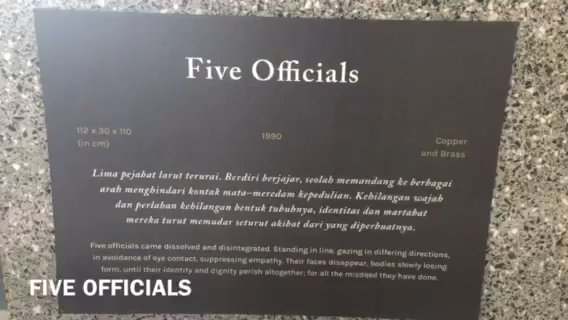 Five Officials
112 x 30 x 110
(in cm)
1990
Copper
and Brass
Lima pejabat larut terurai. Berdiri berjajar, seolah memandang ke berbagai
arah menghindari kontak mata–meredam kepedulian. Kehilangan wajah
dan perlahan kehilangan bentuk tubuhnya, identitas dan martabat
mereka turut memudar seturut akibat dari yang diperbuatnya.
Five officials came dissolved and disintegrated. Standing in line, gazing in differing directions,
in avoidance of eye contact, suppressing empathy. Their faces disappear, bodies slowly losing
form, until their identity and dignity perish altogether; for all the misdeed they have done.
FIVE OFFICIALS